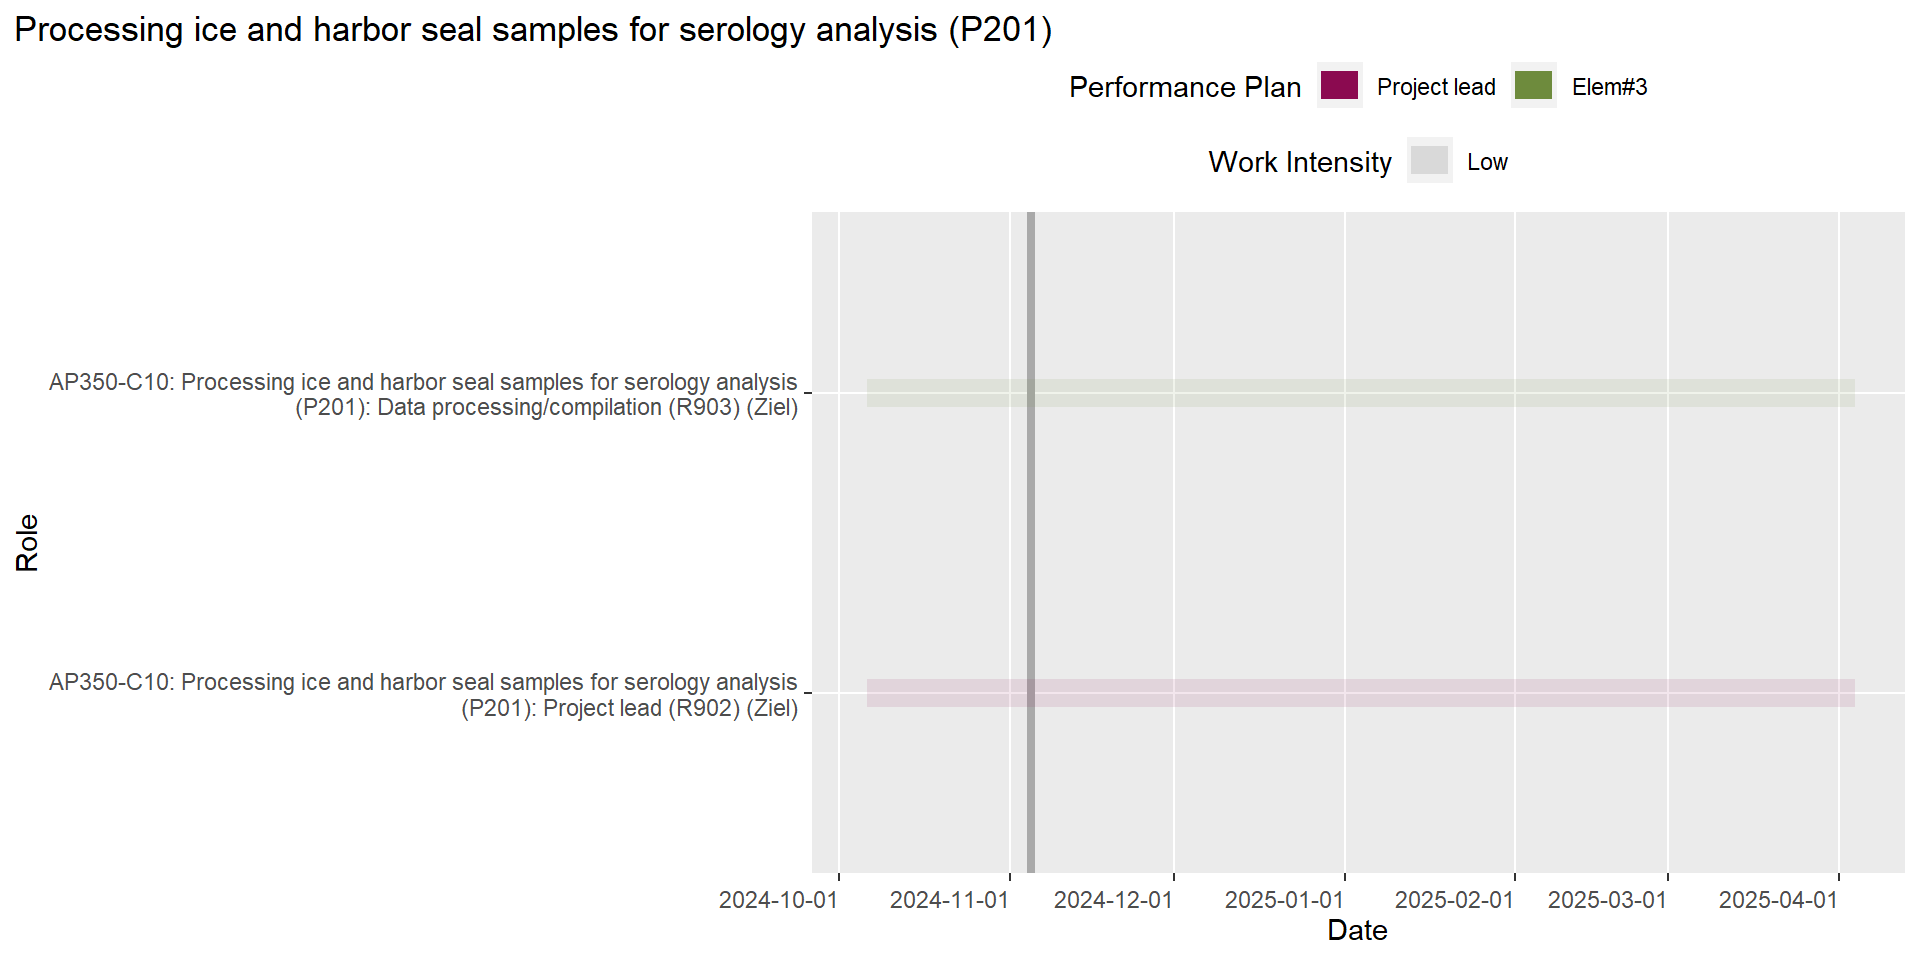 Processing ice and harbor seal samples for serology analysis (P201)
Performance Plan Project lead Elem#3
Work Intensity Low
AP350-C10: Processing ice and harbor seal samples for serology analysis
(P201): Data processing/compilation (R903) (Ziel)
Role
AP350-C10: Processing ice and harbor seal samples for serology analysis
(P201): Project lead (R902) (Ziel)
2024-10-01 2024-11-01 2024-12-01 2025-01-01 2025-02-01 2025-03-01 2025-04-01
Date